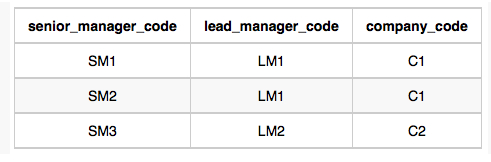 senior_manager_code lead_manager_code company_code
SM1 LM1 C1
SM2 LM1 C1
SM3 LM2 C2